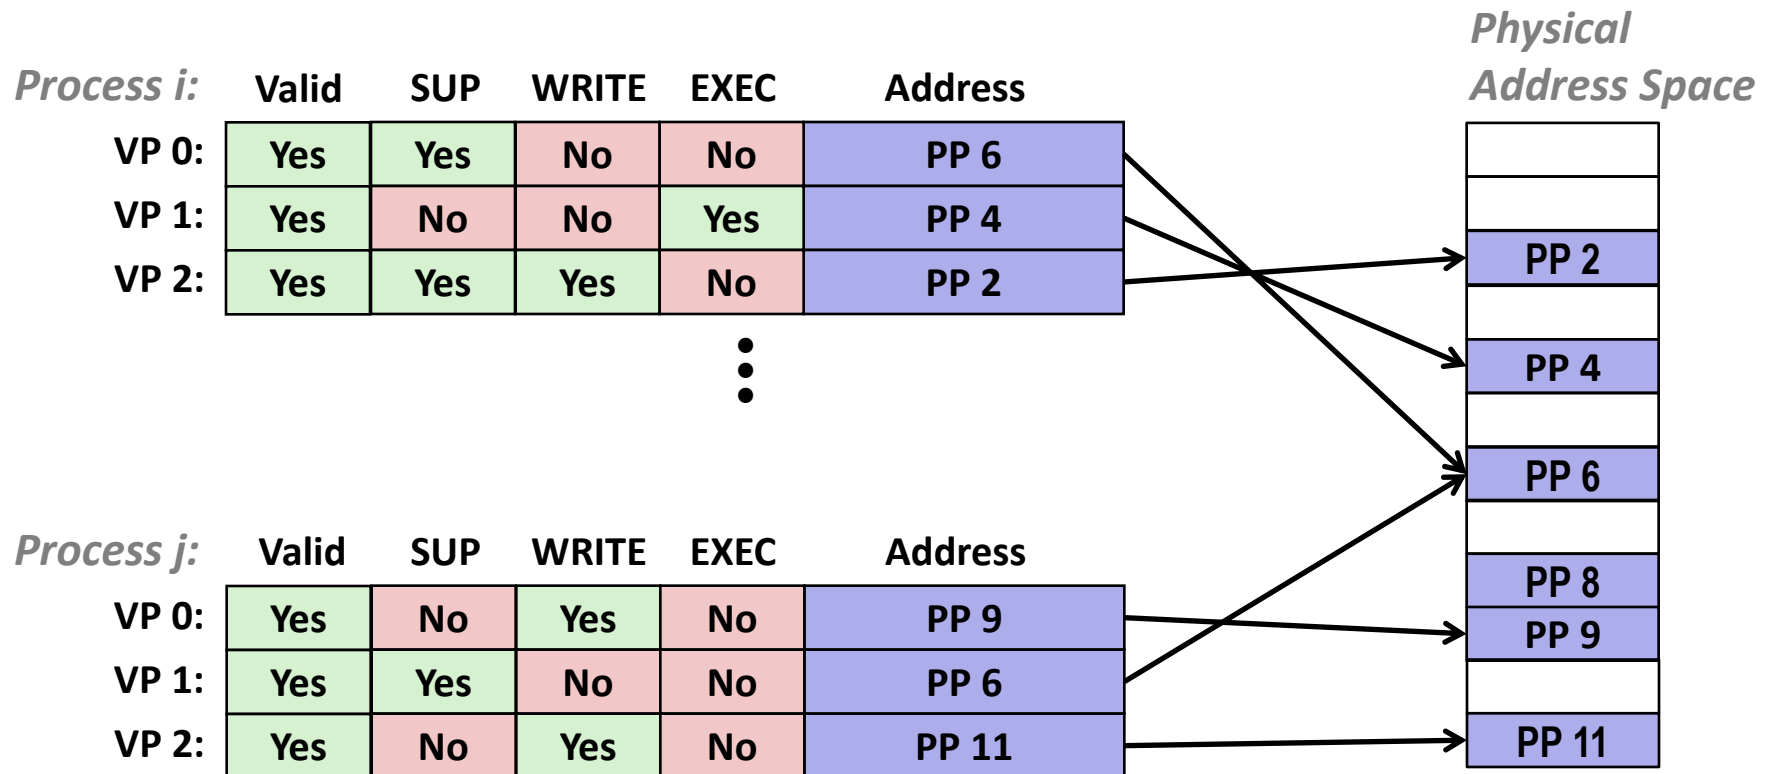 Physical
Address Space
Process i: Valid SUP WRITE EXEC Address
VP 0: Yes Yes No No PP 6
VP 1: Yes No No Yes PP 4
VP 2: Yes Yes Yes No PP 2
PP 2
PP 4
PP 6
Process j: Valid SUP WRITE EXEC Address
VP 0: Yes No Yes No PP 9
VP 1: Yes Yes No No PP 6
VP 2: Yes No Yes No PP 11
PP 8
PP 9
PP 11